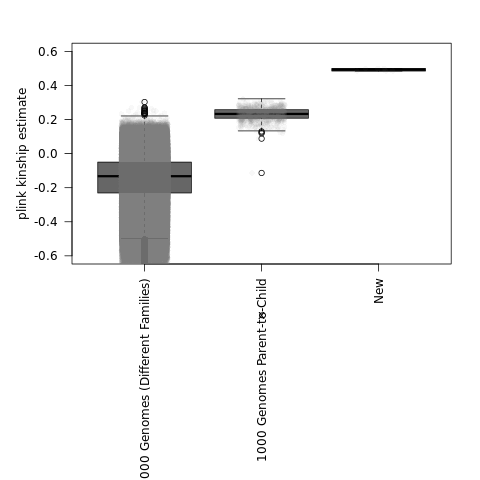 plink kinship estimate
0.6
0.4
0.2
0.0
-0.2
-0.4
-0.6
000 Genomes (Different Families)
1000 Genomes Parent-to-Child
New